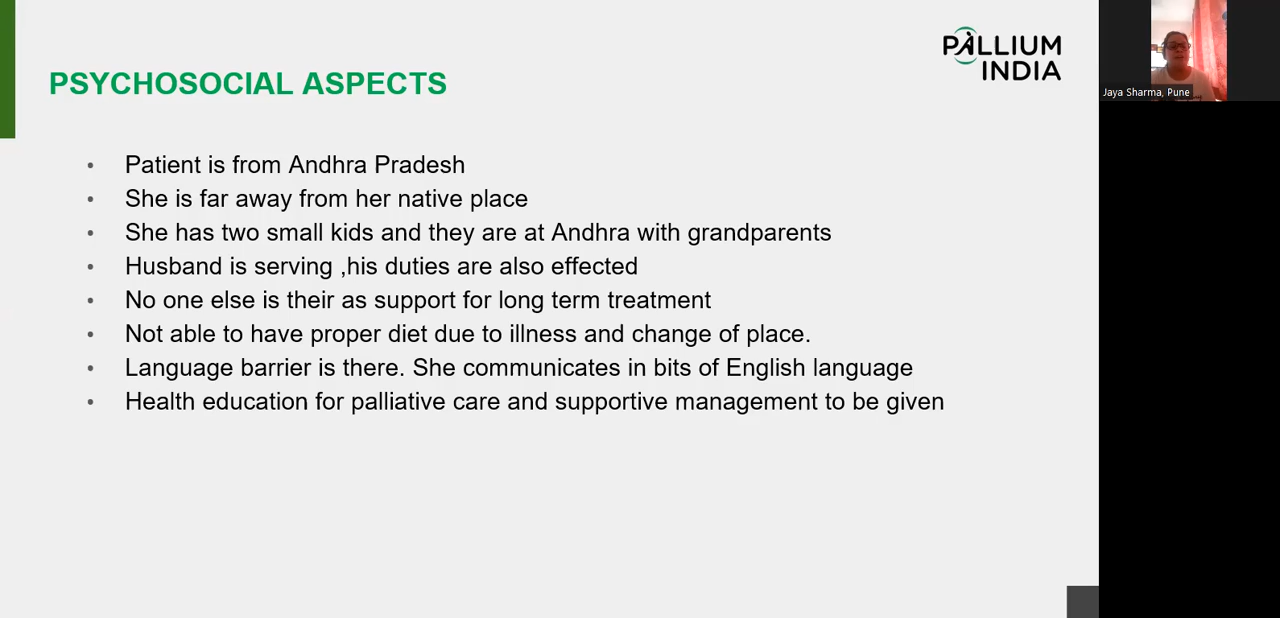 PALLIUM
INDIA
PSYCHOSOCIAL ASPECTS
• Patient is from Andhra Pradesh
• She is far away from her native place
• She has two small kids and they are at Andhra with grandparents
• Husband is serving ,his duties are also effected
• No one else is their as support for long term treatment
• Not able to have proper diet due to illness and change of place.
• Language barrier is there. She communicates in bits of English language
• Health education for palliative care and supportive management to be given
Jaya Sharma, Pune